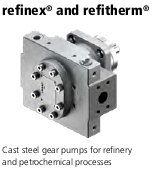 refinex® and refitherm®
Cast steel gear pumps for refinery
and petrochemical processes